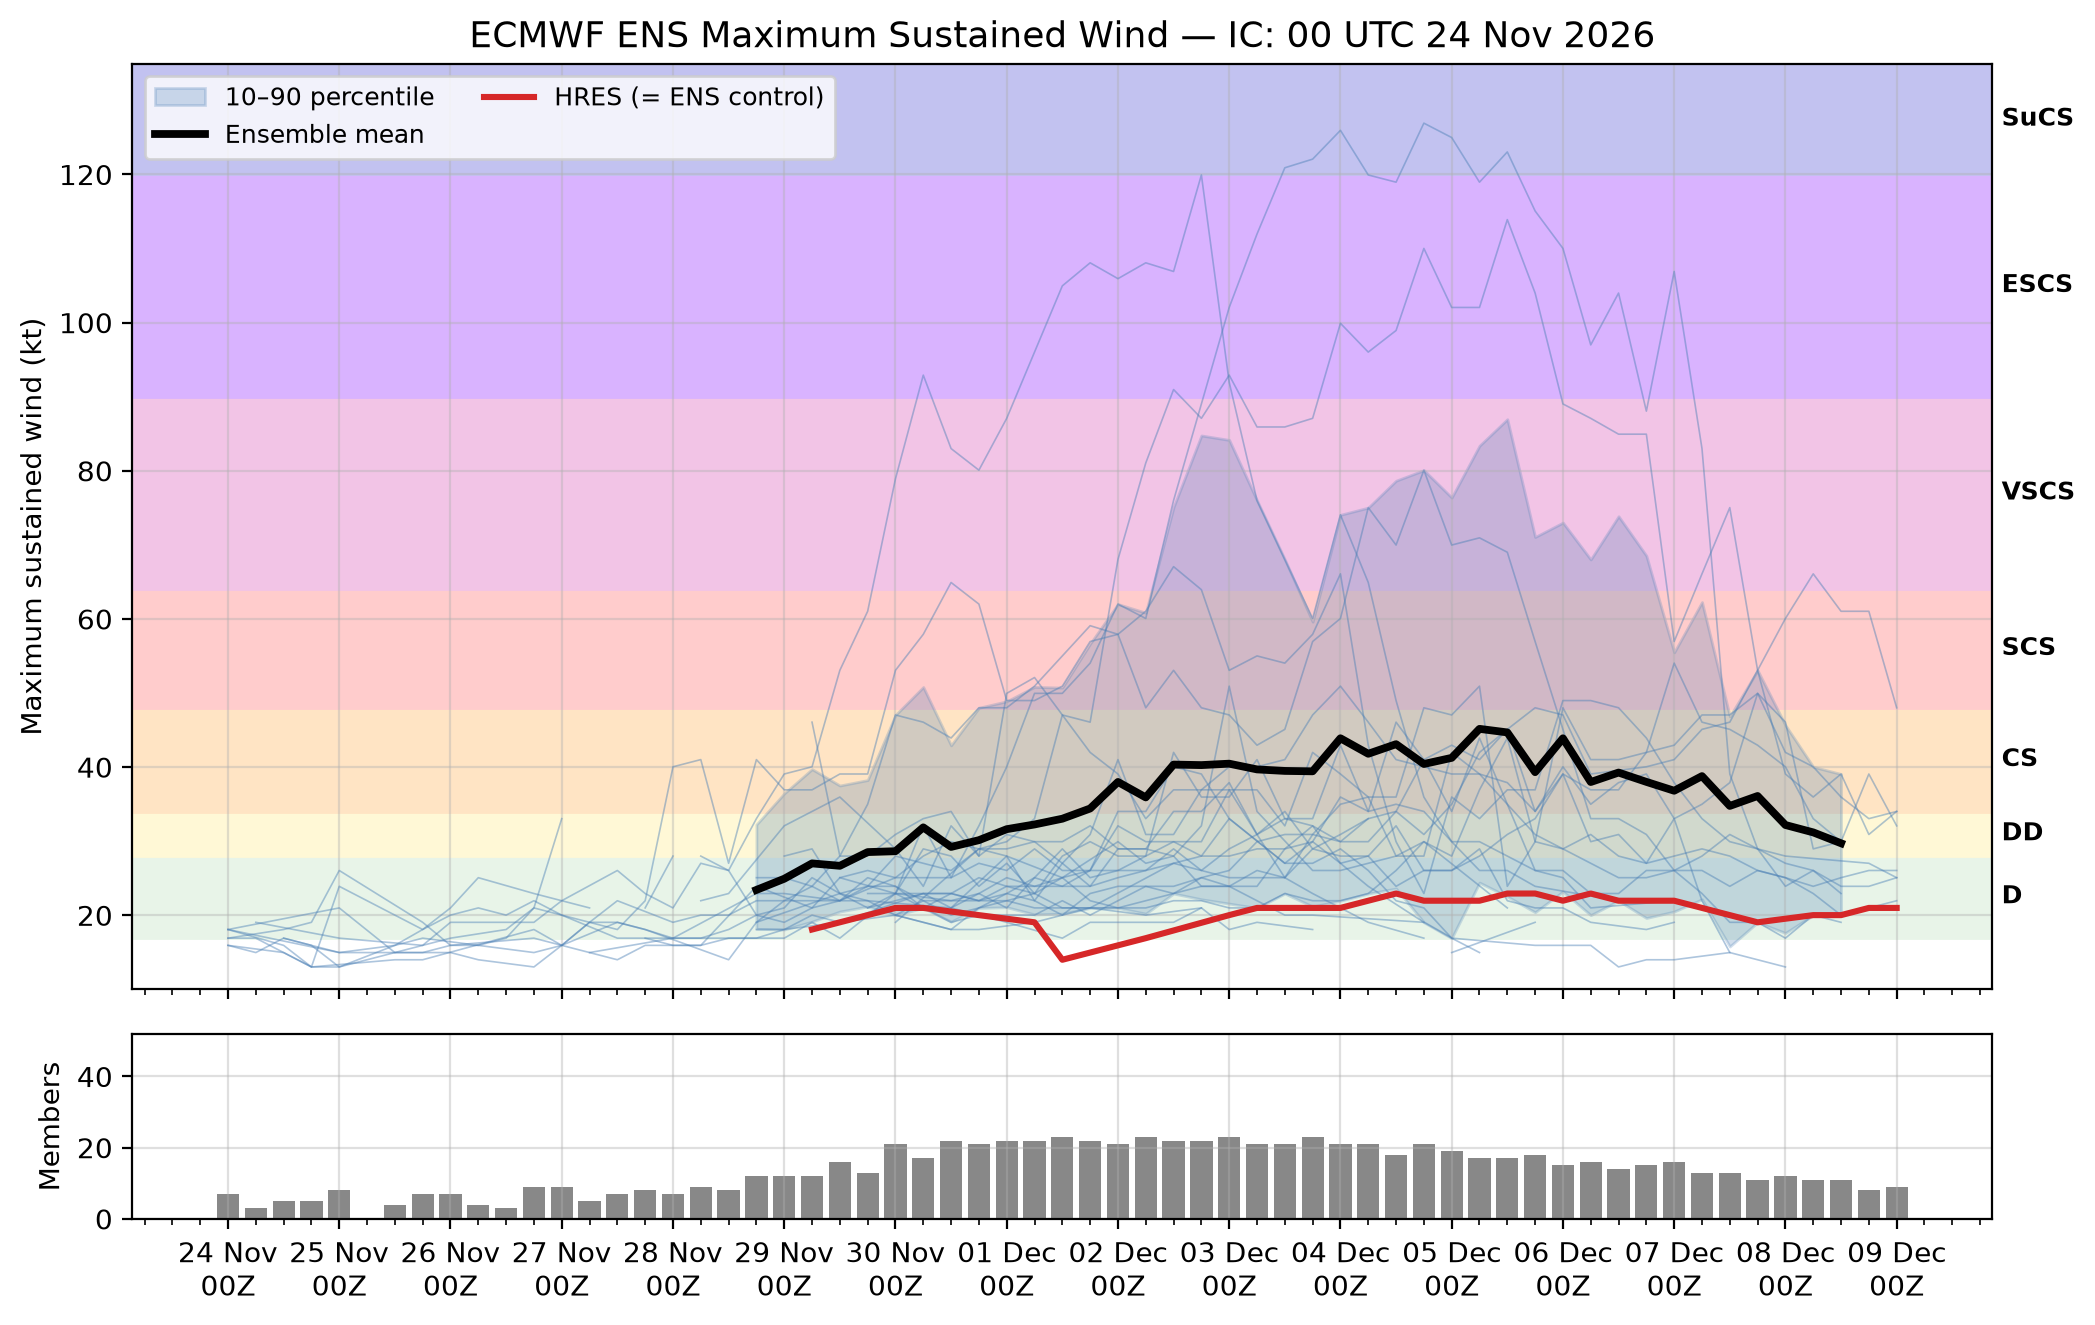 ECMWF ENS Maximum Sustained Wind — IC: 00 UTC 24 Nov 2026
10–90 percentile
Ensemble mean
HRES (= ENS control)
Maximum sustained wind (kt)
120
100
80
60
40
20
SuCS
ESCS
VSCS
SCS
CS
DD
D
Members
40
20
0
24 Nov 25 Nov 26 Nov 27 Nov 28 Nov 29 Nov 30 Nov 01 Dec 02 Dec 03 Dec 04 Dec 05 Dec 06 Dec 07 Dec 08 Dec 09 Dec
00Z 00Z 00Z 00Z 00Z 00Z 00Z 00Z 00Z 00Z 00Z 00Z 00Z 00Z 00Z 00Z